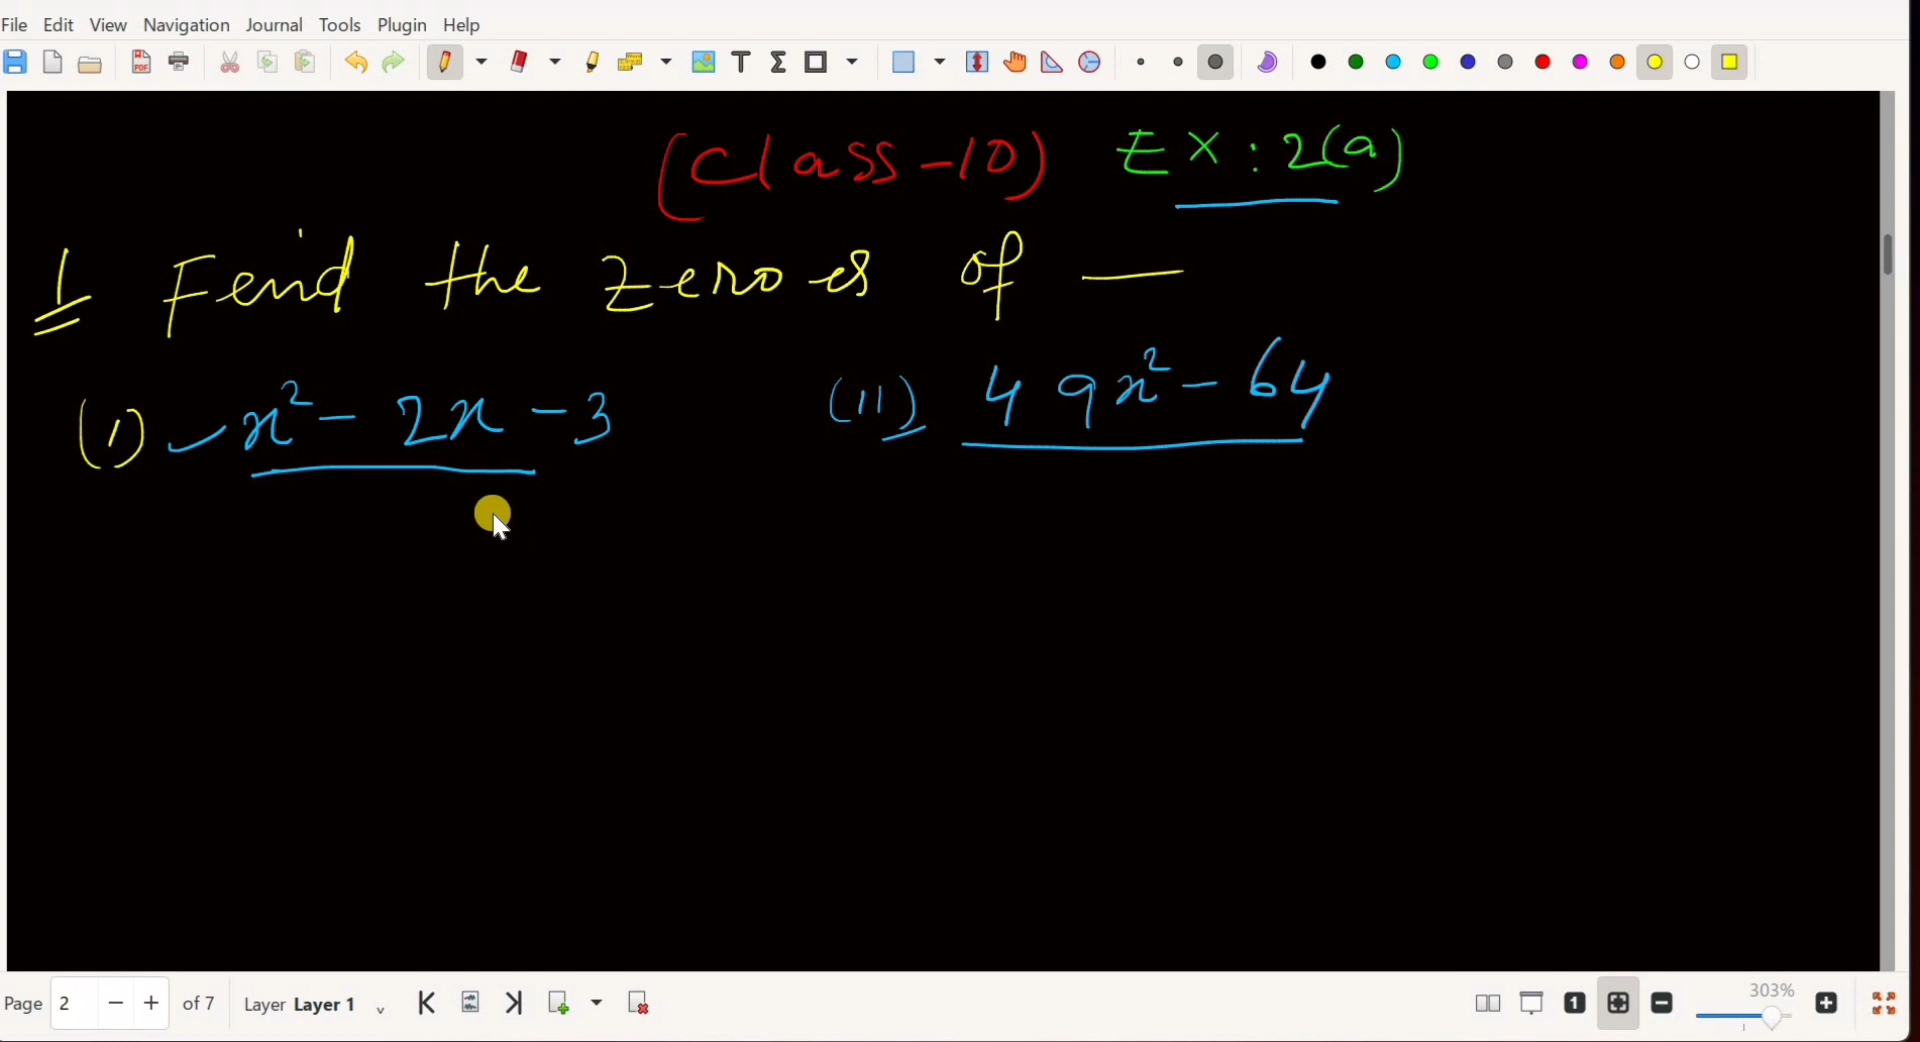 File Edit View Navigation Journal Tools Plugin Help
(Class-10) EX: 2(a)
1 Find the zeroes of —
(i) x² - 2x - 3 (ii) 49x² - 64
Page 2 of 7 Layer Layer 1 1 303%